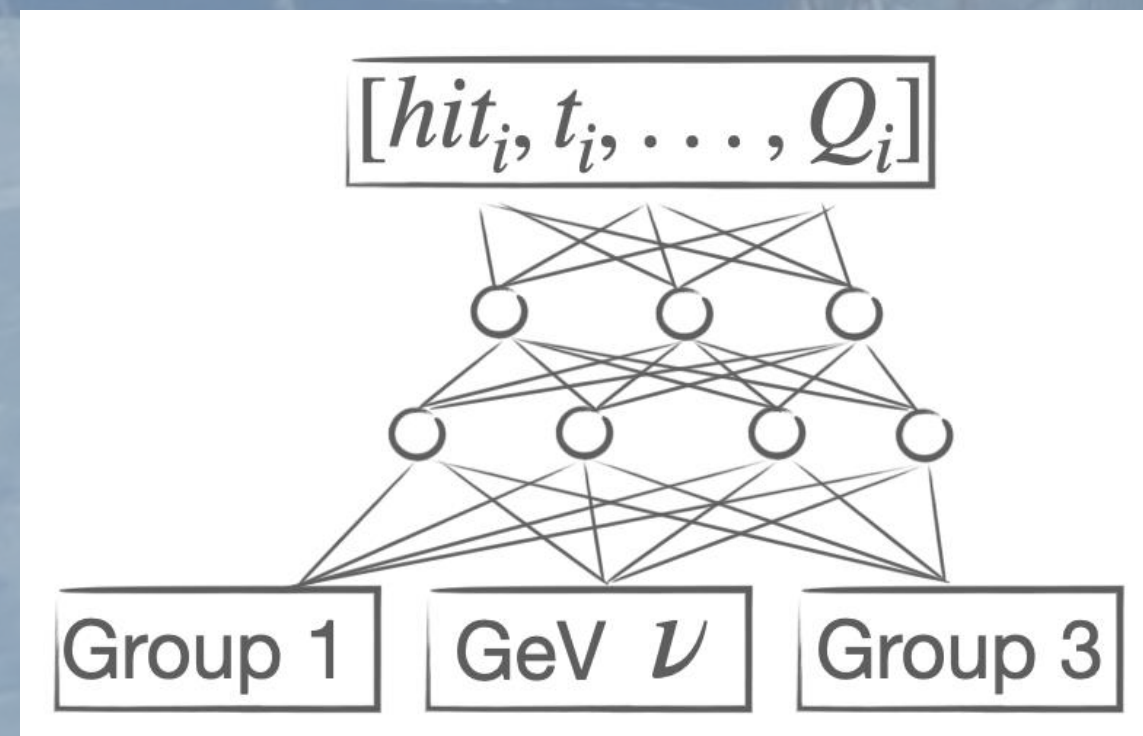 [hit_i, t_i, . . . , Q_i]
Group 1
GeV ν
Group 3